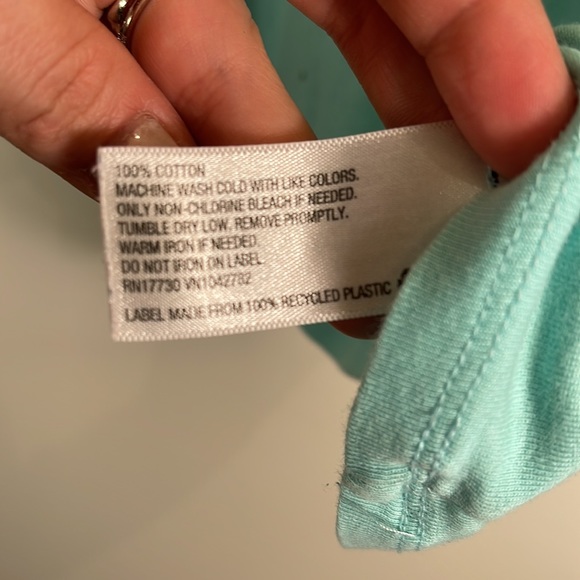 100% COTTON
MACHINE WASH COLD WITH LIKE COLORS.
ONLY NON-CHLORINE BLEACH IF NEEDED.
TUMBLE DRY LOW. REMOVE PROMPTLY.
WARM IRON IF NEEDED.
DO NOT IRON ON LABEL
RN17730 VN1042782
LABEL MADE FROM 100% RECYCLED PLASTIC